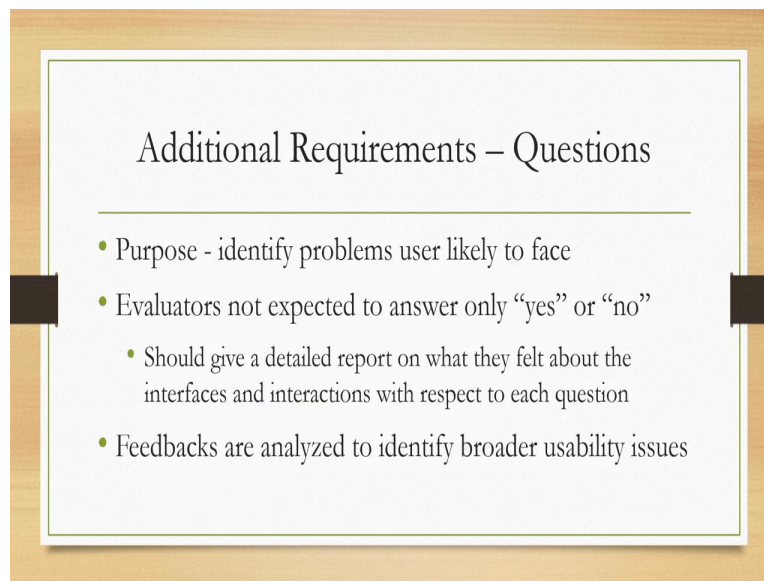 Additional Requirements – Questions
• Purpose - identify problems user likely to face
• Evaluators not expected to answer only “yes” or “no”
• Should give a detailed report on what they felt about the
interfaces and interactions with respect to each question
• Feedbacks are analyzed to identify broader usability issues